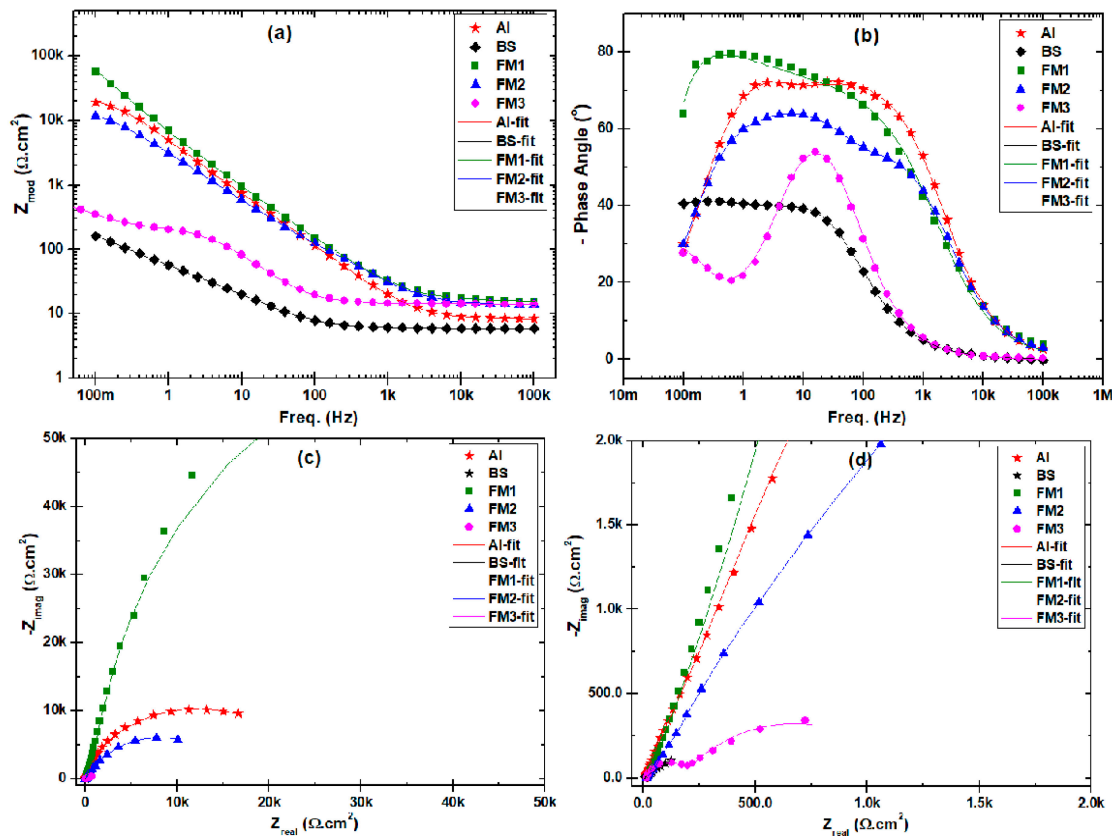 (a)
Al
BS
FM1
FM2
FM3
Al-fit
BS-fit
FM1-fit
FM2-fit
FM3-fit
100k
10k
1k
100
10
1
Z_mod (Ω.cm²)
100m 1 10 100 1k 10k 100k
Freq. (Hz)
(b)
Al
BS
FM1
FM2
FM3
Al-fit
BS-fit
FM1-fit
FM2-fit
FM3-fit
80
60
40
20
0
- Phase Angle (°)
10m 100m 1 10 100 1k 10k 100k 1M
Freq. (Hz)
(c)
Al
BS
FM1
FM2
FM3
Al-fit
BS-fit
FM1-fit
FM2-fit
FM3-fit
50k
40k
30k
20k
10k
0
-Z_imag (Ω.cm²)
0 10k 20k 30k 40k 50k
Z_real (Ω.cm²)
(d)
Al
BS
FM1
FM2
FM3
Al-fit
BS-fit
FM1-fit
FM2-fit
FM3-fit
2.0k
1.5k
1.0k
500.0
0.0
-Z_imag (Ω.cm²)
0.0 500.0 1.0k 1.5k 2.0k
Z_real (Ω.cm²)